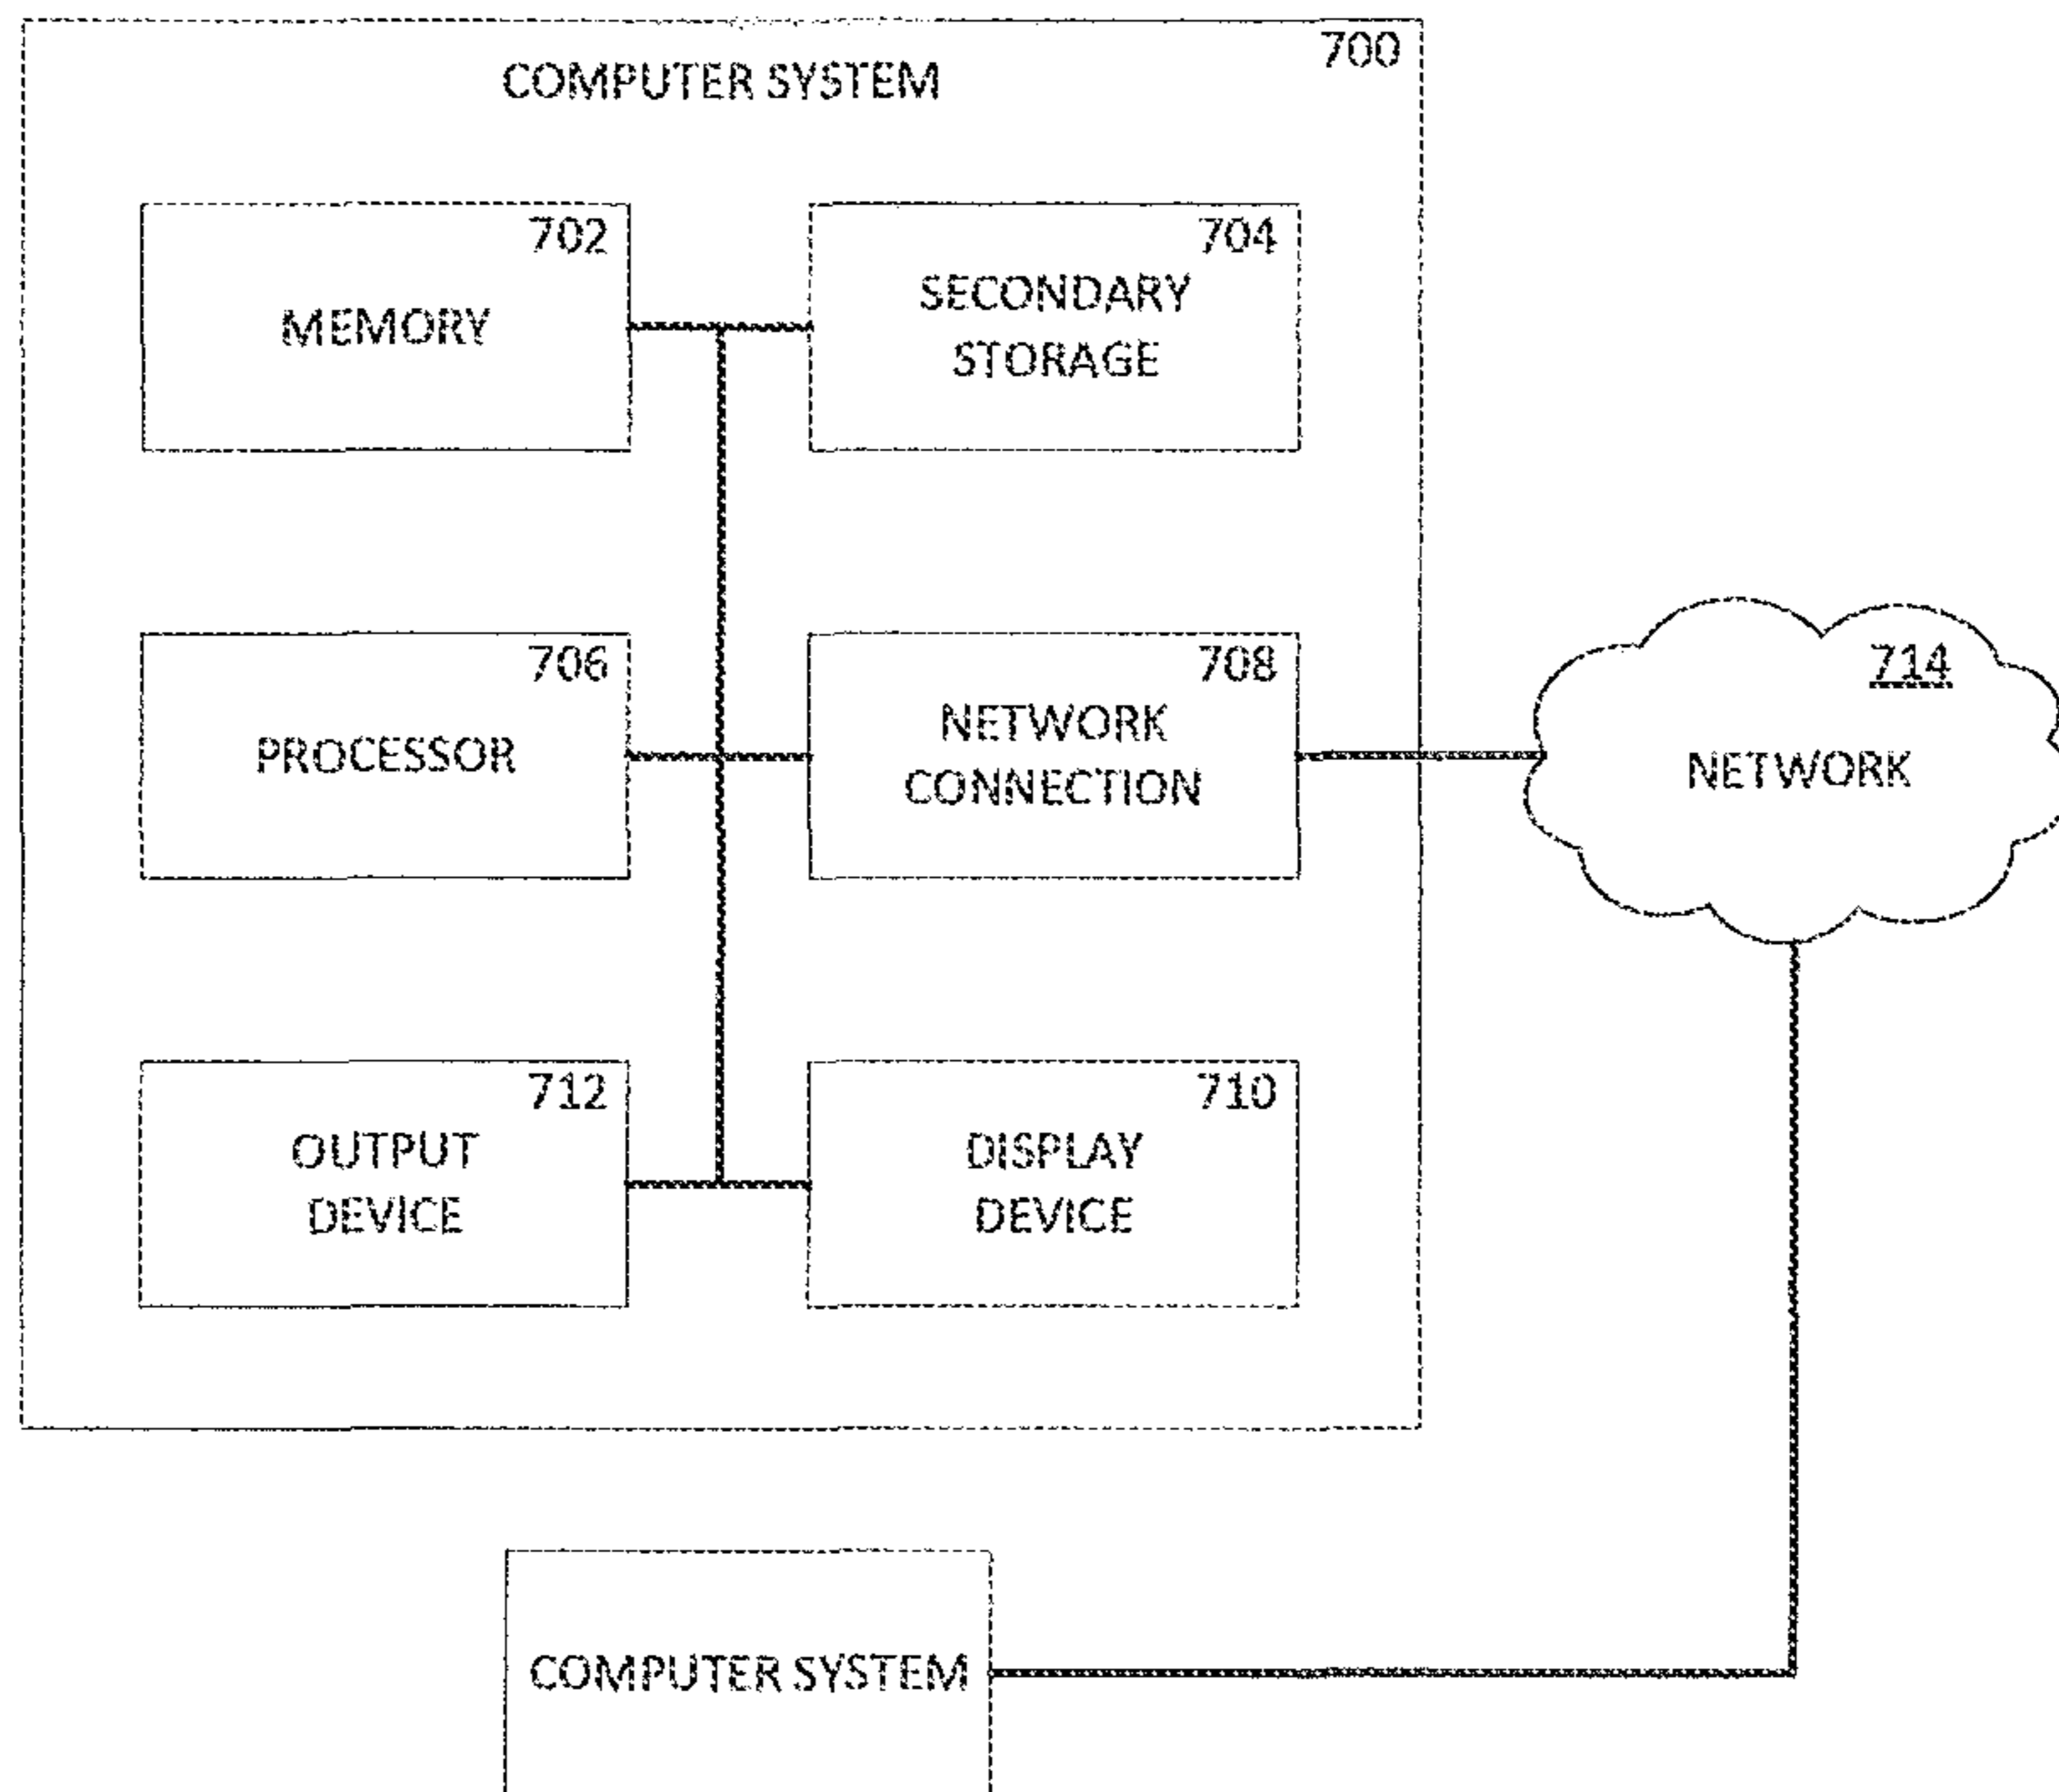 700
COMPUTER SYSTEM
702
MEMORY
704
SECONDARY
STORAGE
706
PROCESSOR
708
NETWORK
CONNECTION
714
NETWORK
712
OUTPUT
DEVICE
710
DISPLAY
DEVICE
COMPUTER SYSTEM